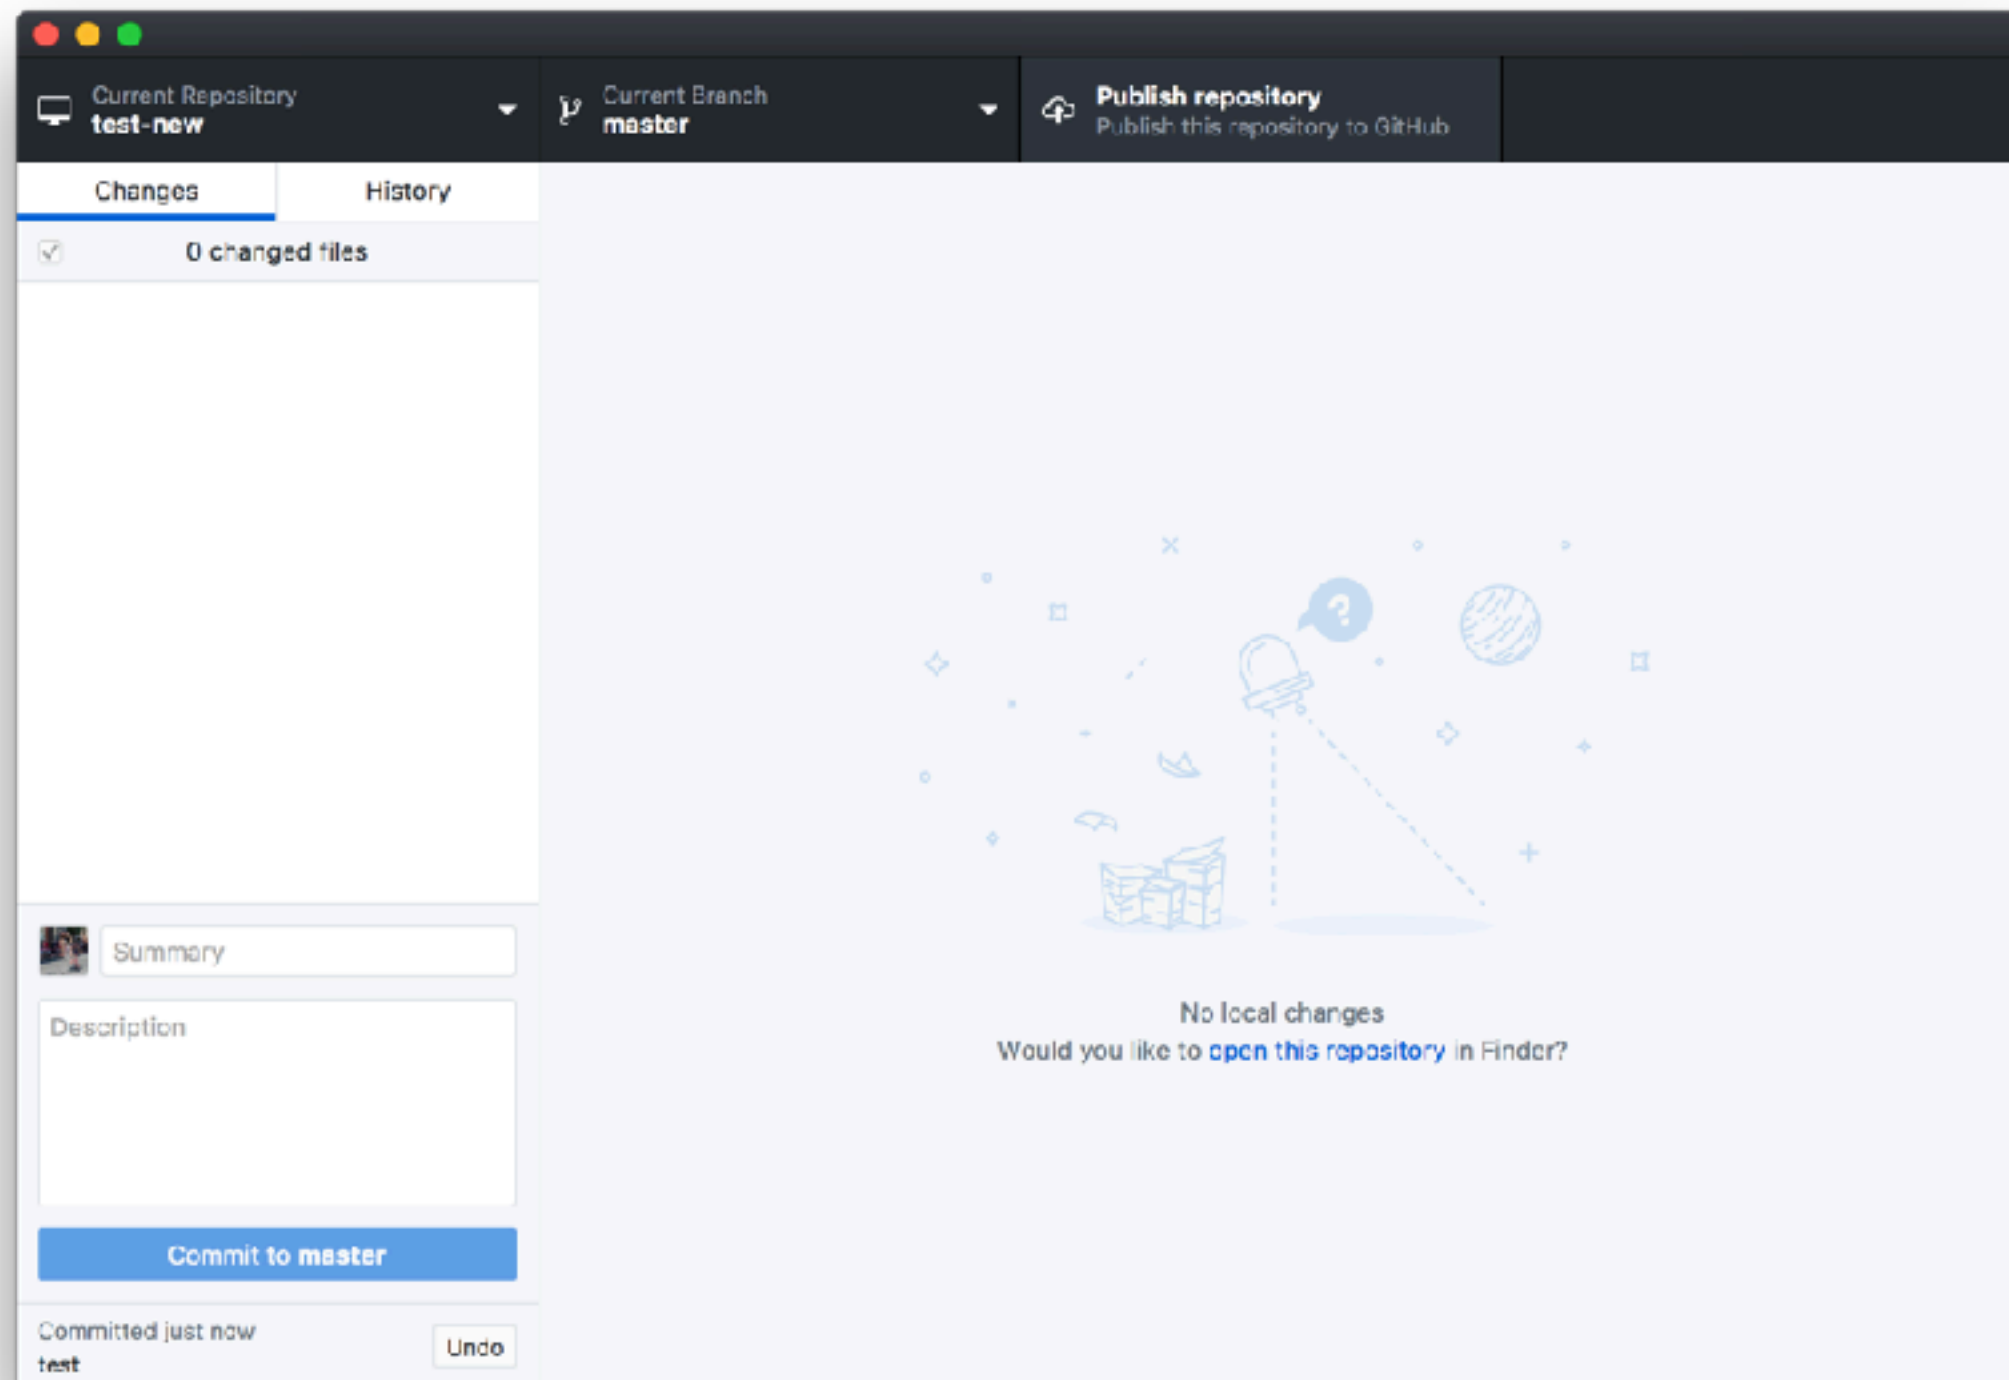 Current Repository
test-new
Current Branch
master
Publish repository
Publish this repository to GitHub
Changes
History
0 changed files
?
No local changes
Would you like to open this repository in Finder?
Summary
Description
Commit to master
Committed just now
test
Undo